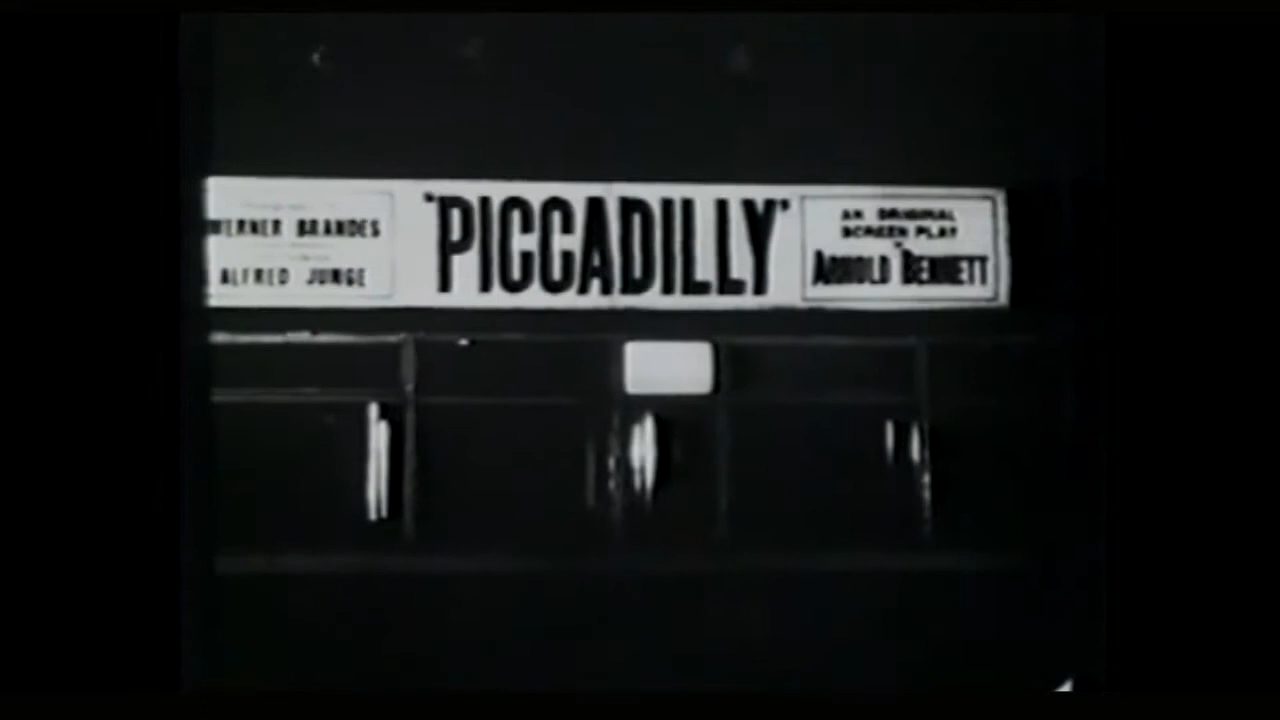 WERNER BRANDES
ALFRED JUNGE
"PICCADILLY"
AN ORIGINAL
SCREEN PLAY
ARNOLD BENNETT